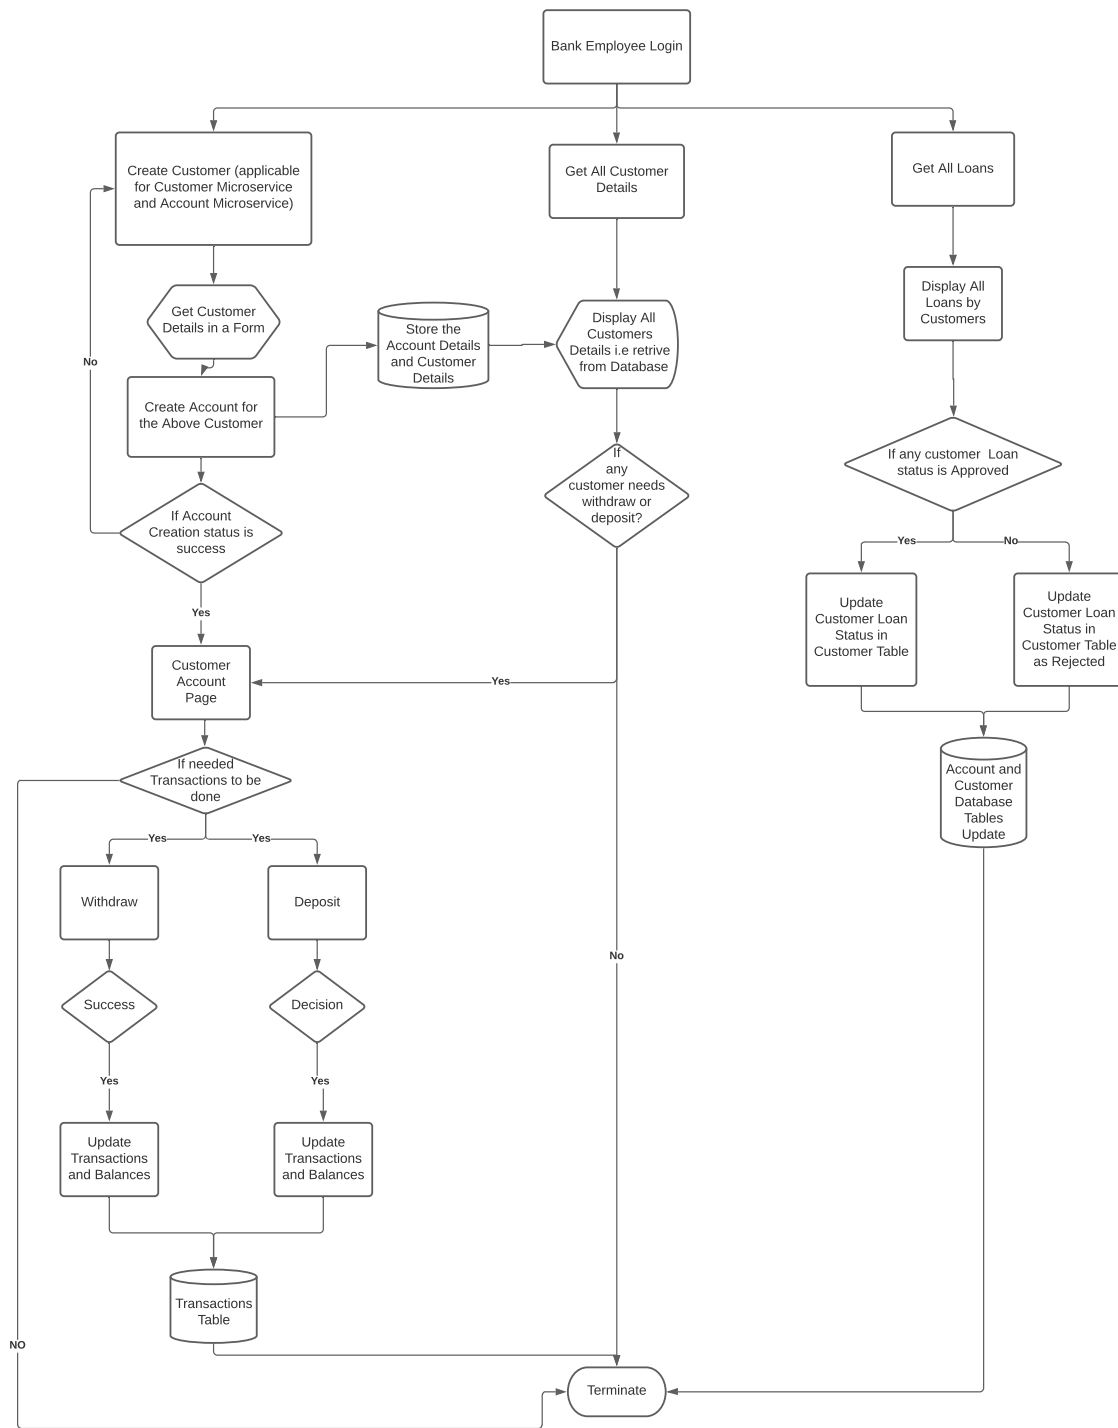 Bank Employee Login
Create Customer (applicable
for Customer Microservice
and Account Microservice)
Get All Customer
Details
Get All Loans
Get Customer
Details in a Form
Store the
Account Details
and Customer
Details
Display All
Customers
Details i.e retrive
from Database
Display All
Loans by
Customers
No
Create Account for
the Above Customer
If Account
Creation status is
success
If
any
customer needs
withdraw or
deposit?
If any customer  Loan
status is Approved
Yes
No
Yes
Update
Customer Loan
Status in
Customer Table
Update
Customer Loan
Status in
Customer Table
as Rejected
Customer
Account
Page
Yes
If needed
Transactions to be
done
Account and
Customer
Database
Tables
Update
Yes
Yes
Withdraw
Deposit
No
Success
Decision
Yes
Yes
Update
Transactions
and Balances
Update
Transactions
and Balances
Transactions
Table
NO
Terminate